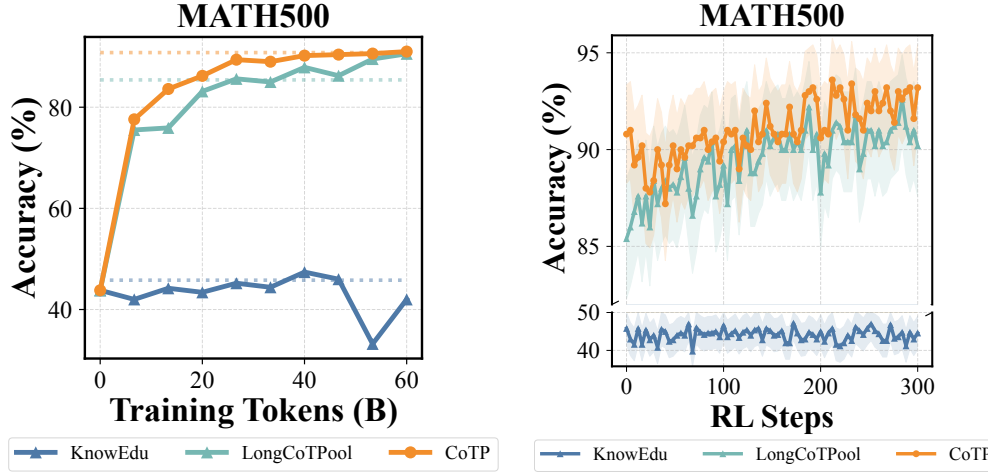 MATH500
Accuracy (%)
80
60
40
0
20
40
60
Training Tokens (B)
KnowEdu
LongCoTPool
CoTP
MATH500
Accuracy (%)
95
90
85
50
40
0
100
200
300
RL Steps
KnowEdu
LongCoTPool
CoTP